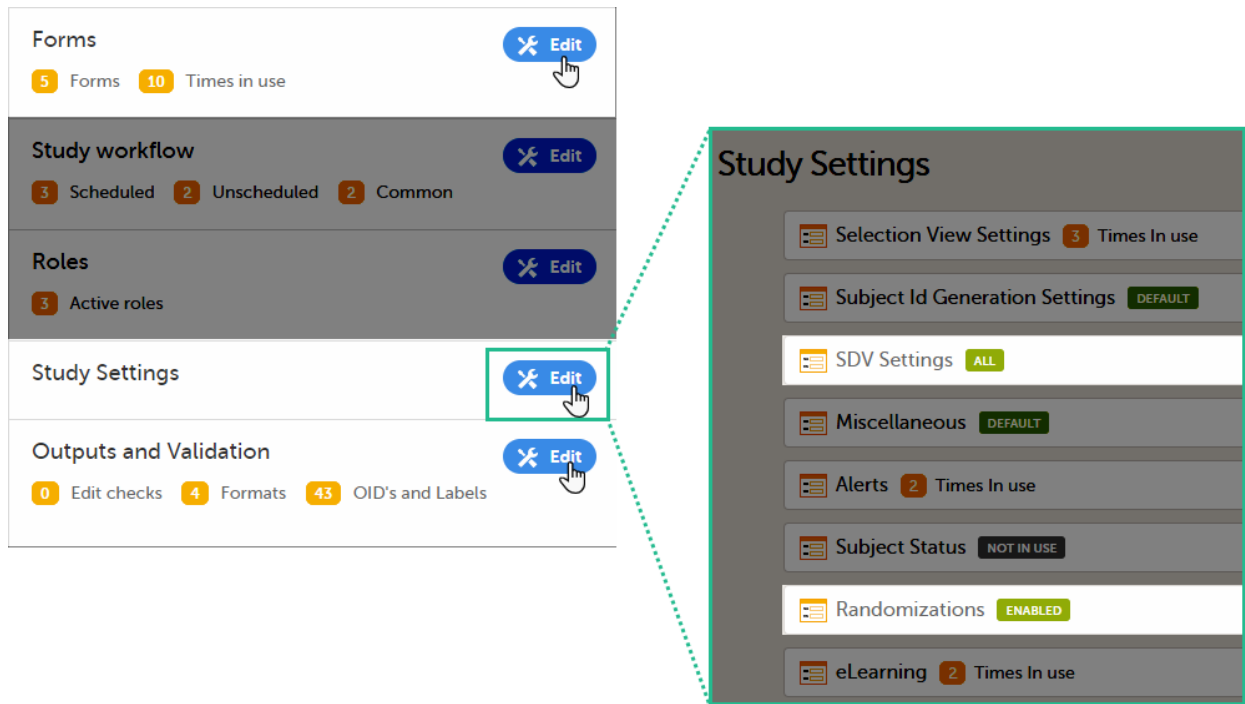 Forms
Edit
5 Forms 10 Times in use
Study workflow
Edit
3 Scheduled 2 Unscheduled 2 Common
Roles
Edit
3 Active roles
Study Settings
Edit
Outputs and Validation
Edit
0 Edit checks 4 Formats 43 OID's and Labels
Study Settings
Selection View Settings 3 Times In use
Subject Id Generation Settings DEFAULT
SDV Settings ALL
Miscellaneous DEFAULT
Alerts 2 Times In use
Subject Status NOT IN USE
Randomizations ENABLED
eLearning 2 Times In use